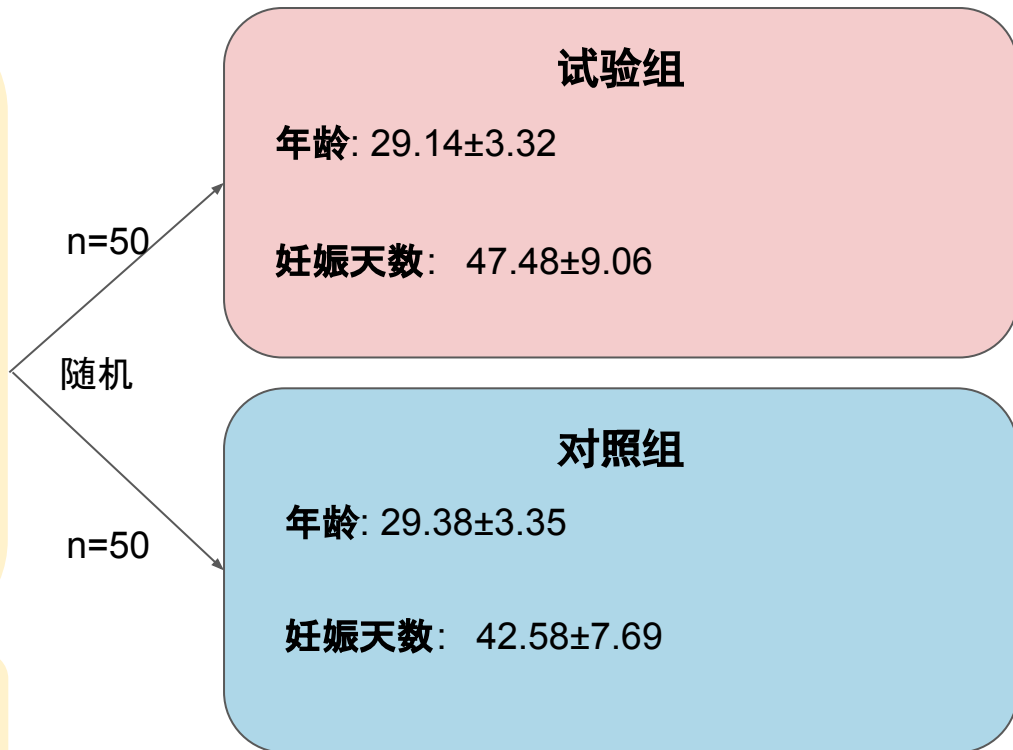 试验组
年龄: 29.14±3.32
妊娠天数:   47.48±9.06
n=50
随机
n=50
对照组
年龄: 29.38±3.35
妊娠天数:   42.58±7.69